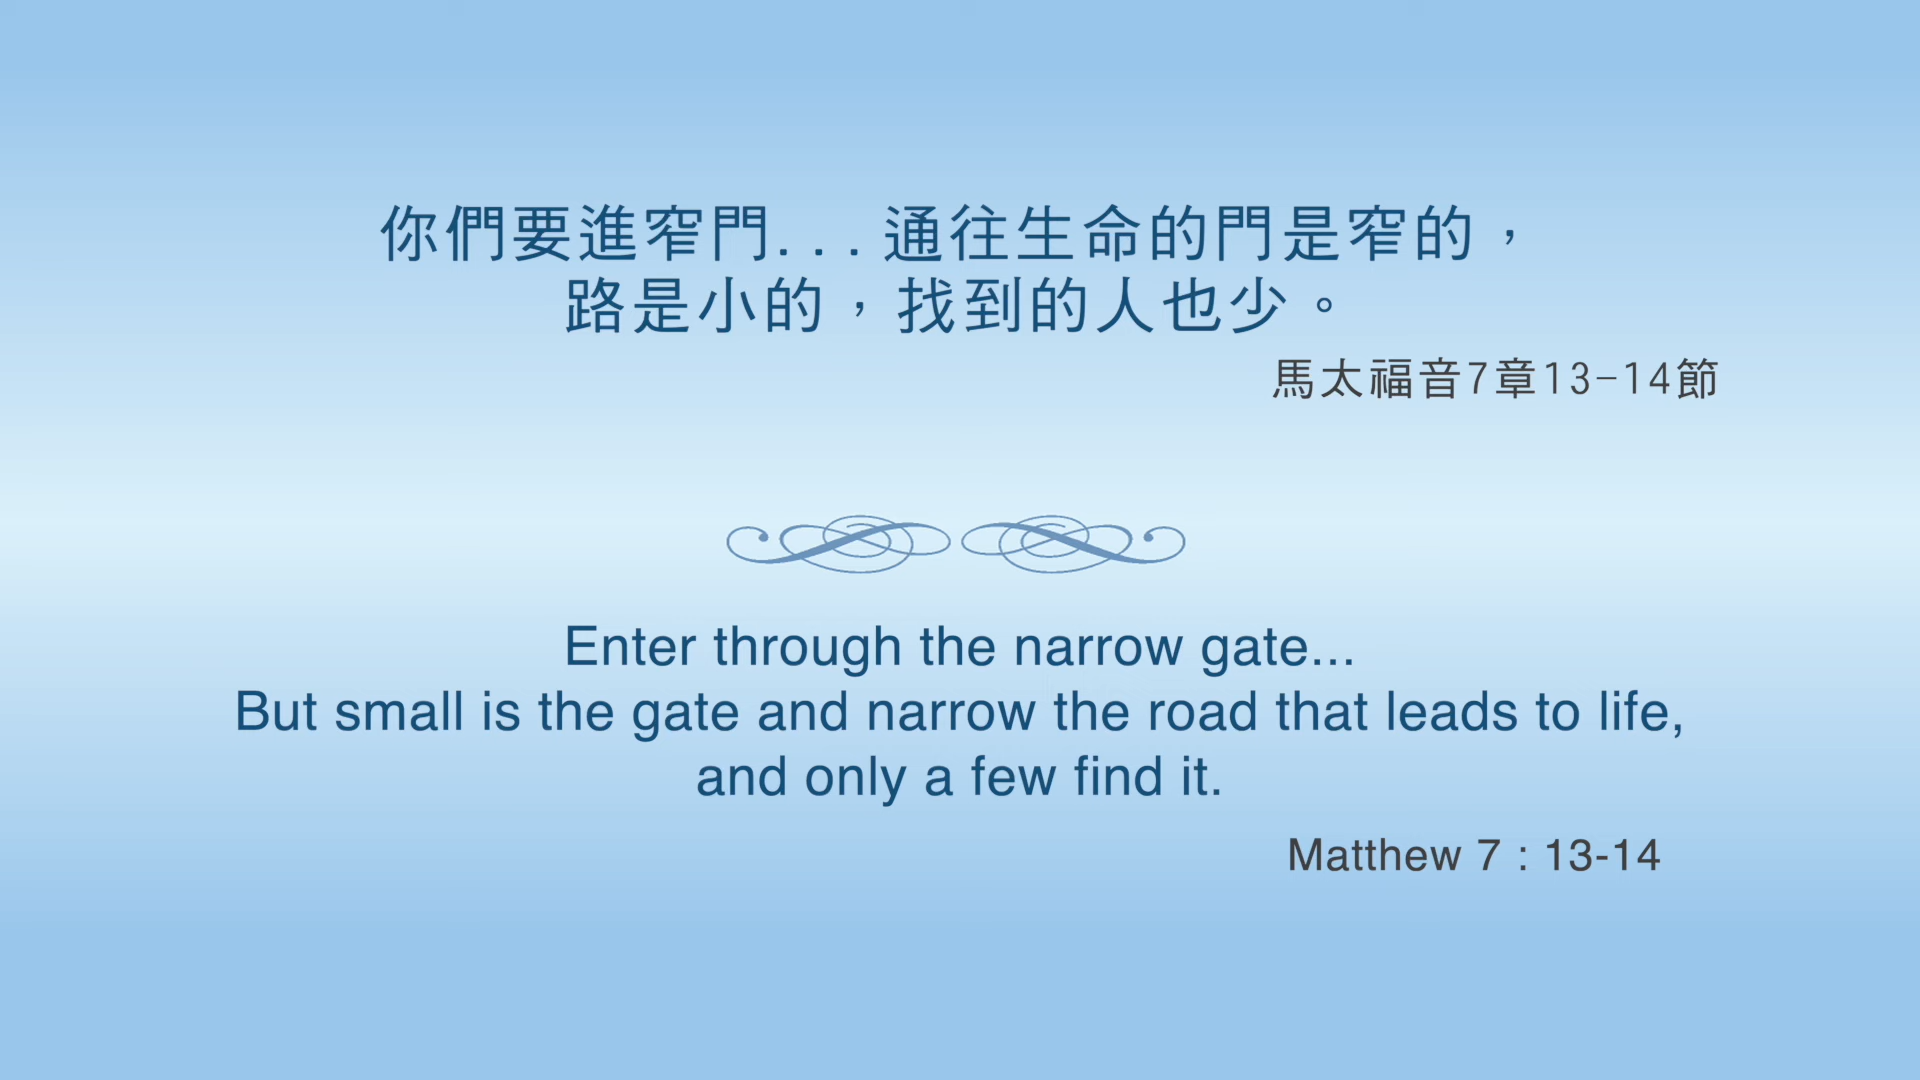 你們要進窄門...通往生命的門是窄的，
路是小的，找到的人也少。
馬太福音7章13-14節
Enter through the narrow gate...
But small is the gate and narrow the road that leads to life,
and only a few find it.
Matthew 7 : 13-14